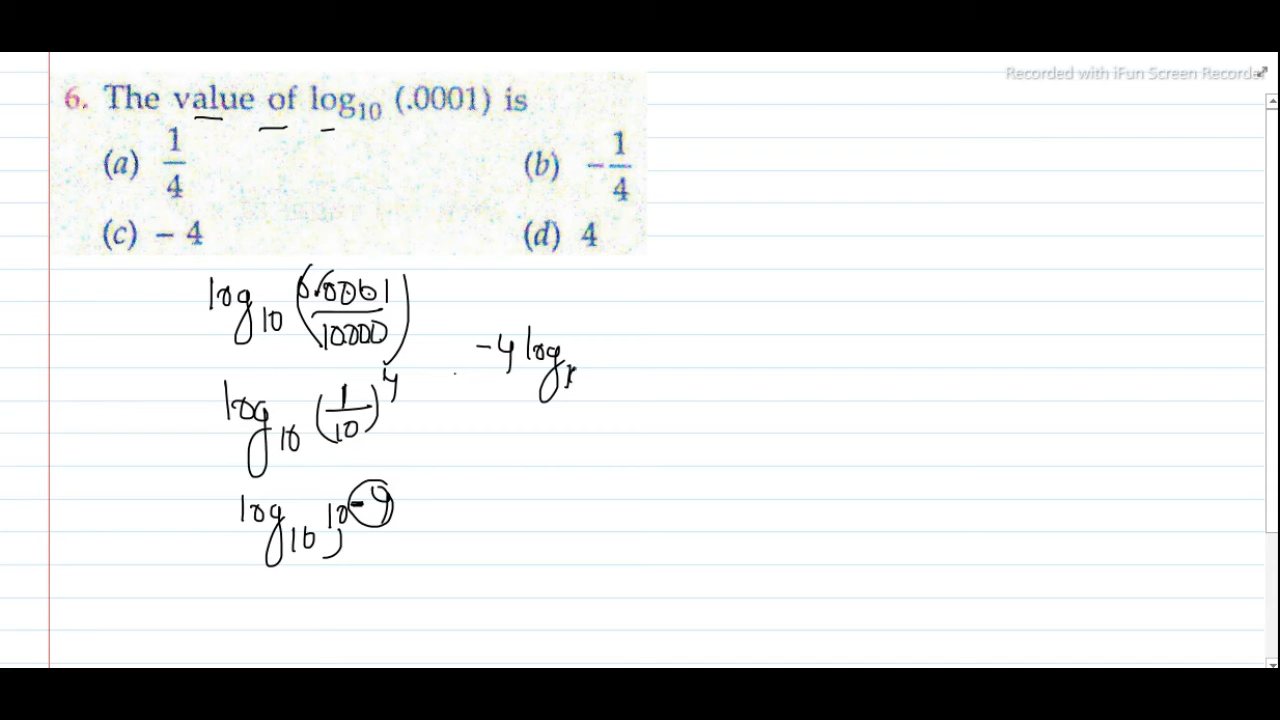 Recorded with iFun Screen Recorde
6. The value of log10 (.0001) is
(a) 1/4 (b) -1/4
(c) - 4 (d) 4
log10 (0.0001/10000)
-4 log
log10 (1/10)^4
log10 10^-4